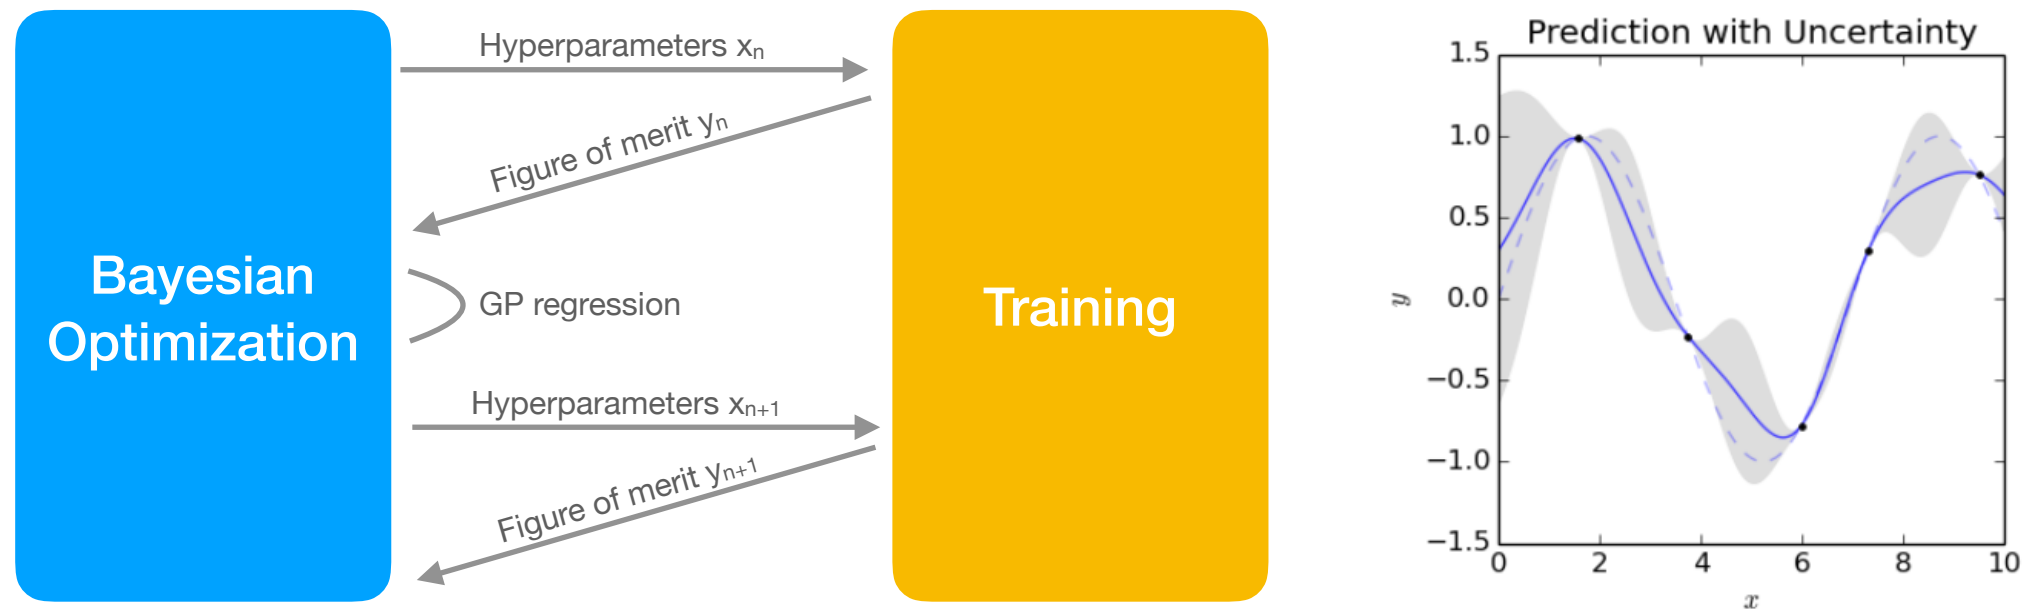 Bayesian
Optimization
Hyperparameters xₙ
Figure of merit yₙ
GP regression
Hyperparameters xₙ₊₁
Figure of merit yₙ₊₁
Training
Prediction with Uncertainty
1.5
1.0
0.5
0.0
−0.5
−1.0
−1.5
y
0 2 4 6 8 10
x